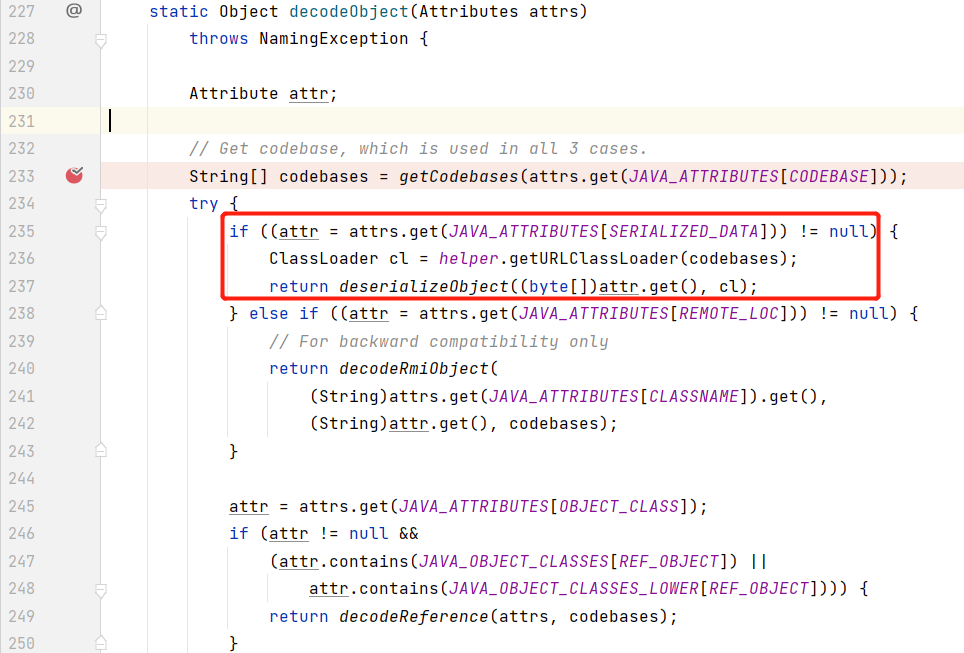 227 @ static Object decodeObject(Attributes attrs)
228 throws NamingException {
229
230 Attribute attr;
231
232 // Get codebase, which is used in all 3 cases.
233 String[] codebases = getCodebases(attrs.get(JAVA_ATTRIBUTES[CODEBASE]));
234 try {
235 if ((attr = attrs.get(JAVA_ATTRIBUTES[SERIALIZED_DATA])) != null) {
236 ClassLoader cl = helper.getURLClassLoader(codebases);
237 return deserializeObject((byte[])attr.get(), cl);
238 } else if ((attr = attrs.get(JAVA_ATTRIBUTES[REMOTE_LOC])) != null) {
239 // For backward compatibility only
240 return decodeRmiObject(
241 (String)attrs.get(JAVA_ATTRIBUTES[CLASSNAME]).get(),
242 (String)attr.get(), codebases);
243 }
244
245 attr = attrs.get(JAVA_ATTRIBUTES[OBJECT_CLASS]);
246 if (attr != null &&
247 (attr.contains(JAVA_OBJECT_CLASSES[REF_OBJECT]) ||
248 attr.contains(JAVA_OBJECT_CLASSES_LOWER[REF_OBJECT]))) {
249 return decodeReference(attrs, codebases);
250 }